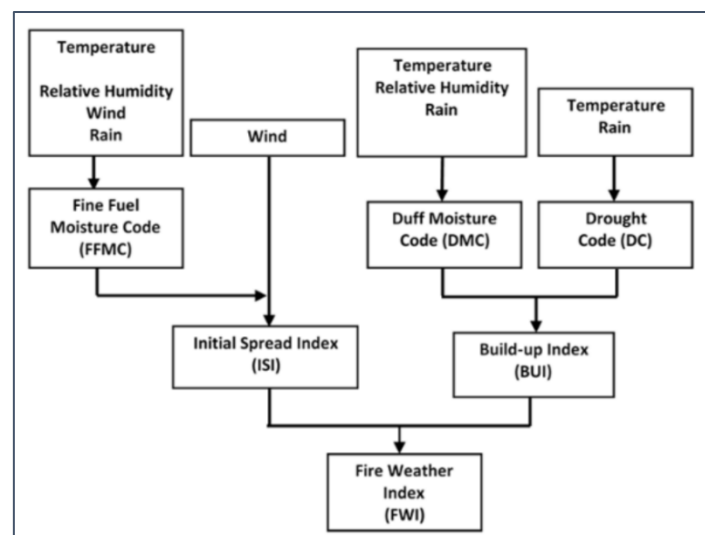 Temperature
Relative Humidity
Wind
Rain
Wind
Temperature
Relative Humidity
Rain
Temperature
Rain
Fine Fuel
Moisture Code
(FFMC)
Duff Moisture
Code (DMC)
Drought
Code (DC)
Initial Spread Index
(ISI)
Build-up Index
(BUI)
Fire Weather
Index
(FWI)